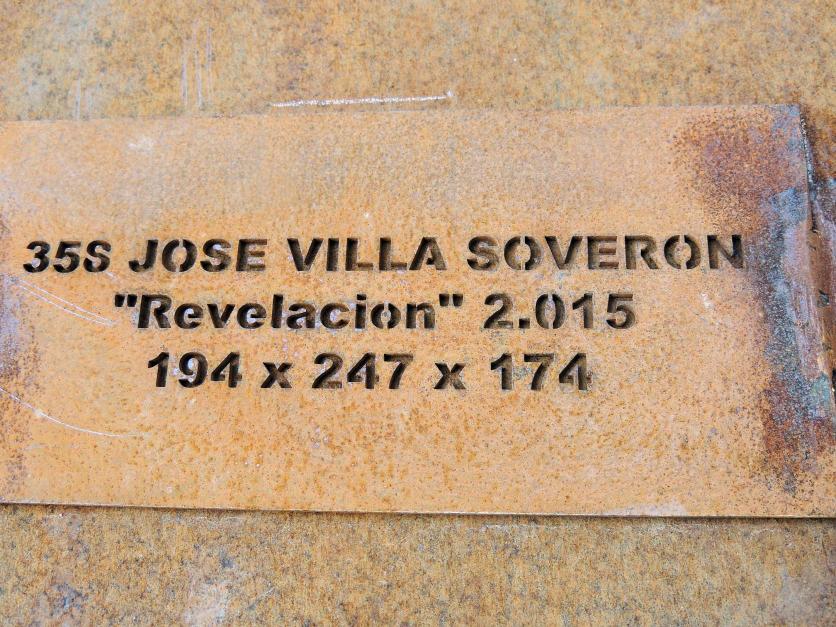 35S JOSE VILLA SOVERON
"Revelacion" 2.015
194 x 247 x 174